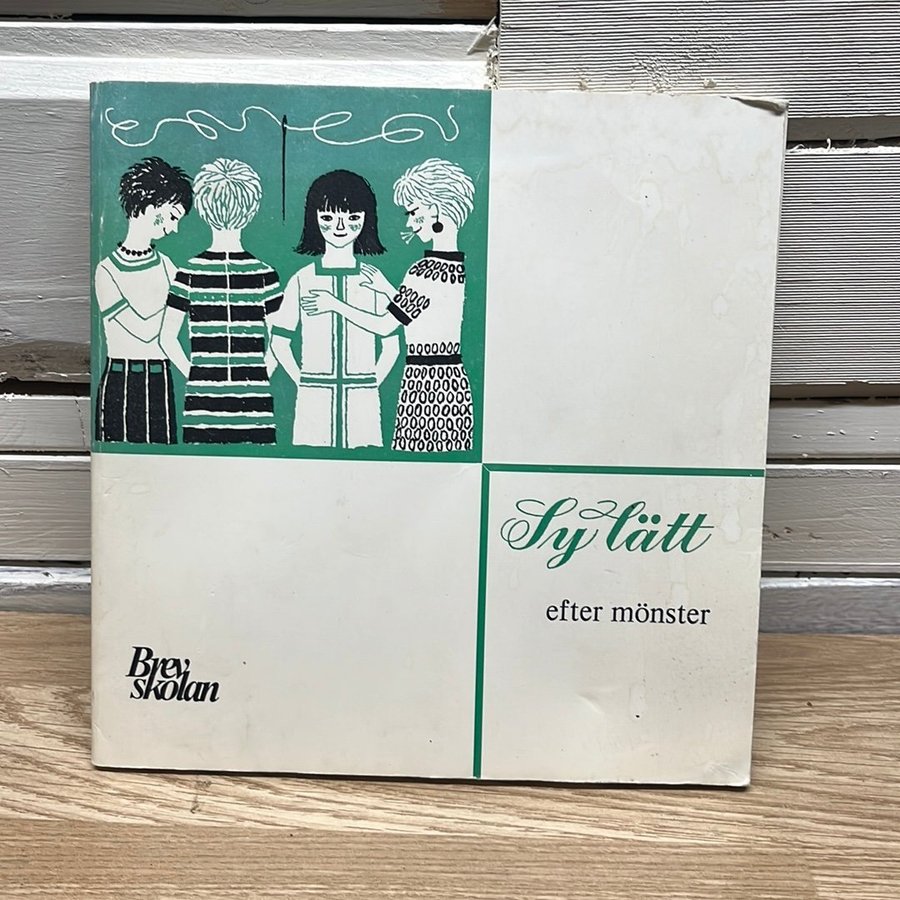 Sy lätt
efter mönster
Brev
skolan